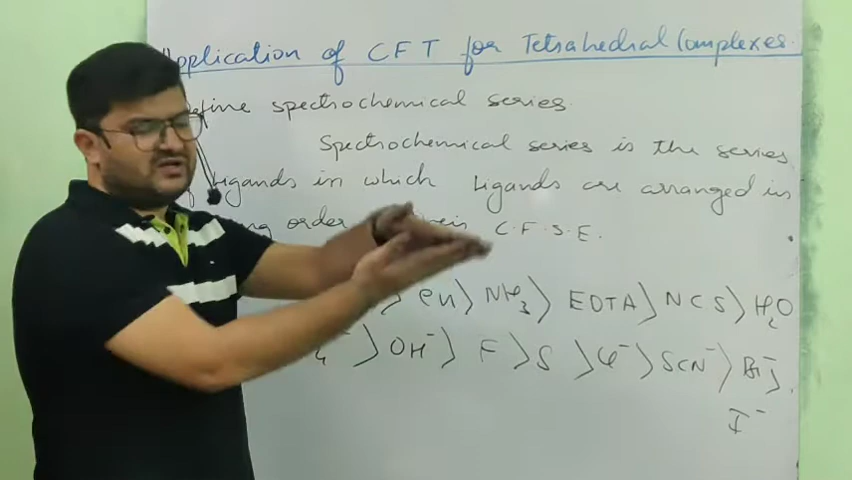 Application of CFT for Tetrahedral Complexes.
efine spectrochemical series
Spectrochemical series is the series
Ligands in which Ligands are arranged in
order C.F.S.E.
> en > NH3 > EDTA > NCS > H2O
> OH- > F > S > Cl- > SCN- > Br- >
I-